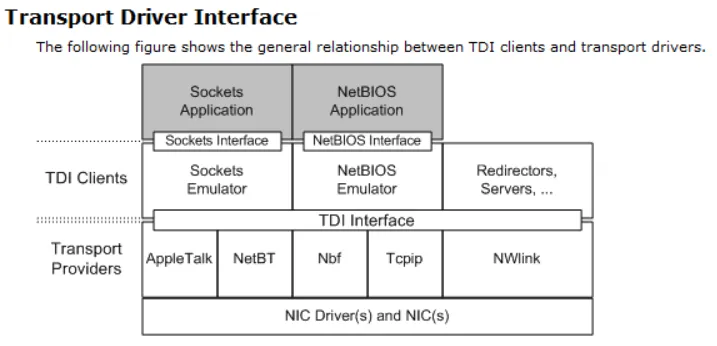 Transport Driver Interface
The following figure shows the general relationship between TDI clients and transport drivers.
Sockets
Application
NetBIOS
Application
Sockets Interface
NetBIOS Interface
TDI Clients
Sockets
Emulator
NetBIOS
Emulator
Redirectors,
Servers, ...
TDI Interface
Transport
Providers
AppleTalk
NetBT
Nbf
Tcpip
NWlink
NIC Driver(s) and NIC(s)